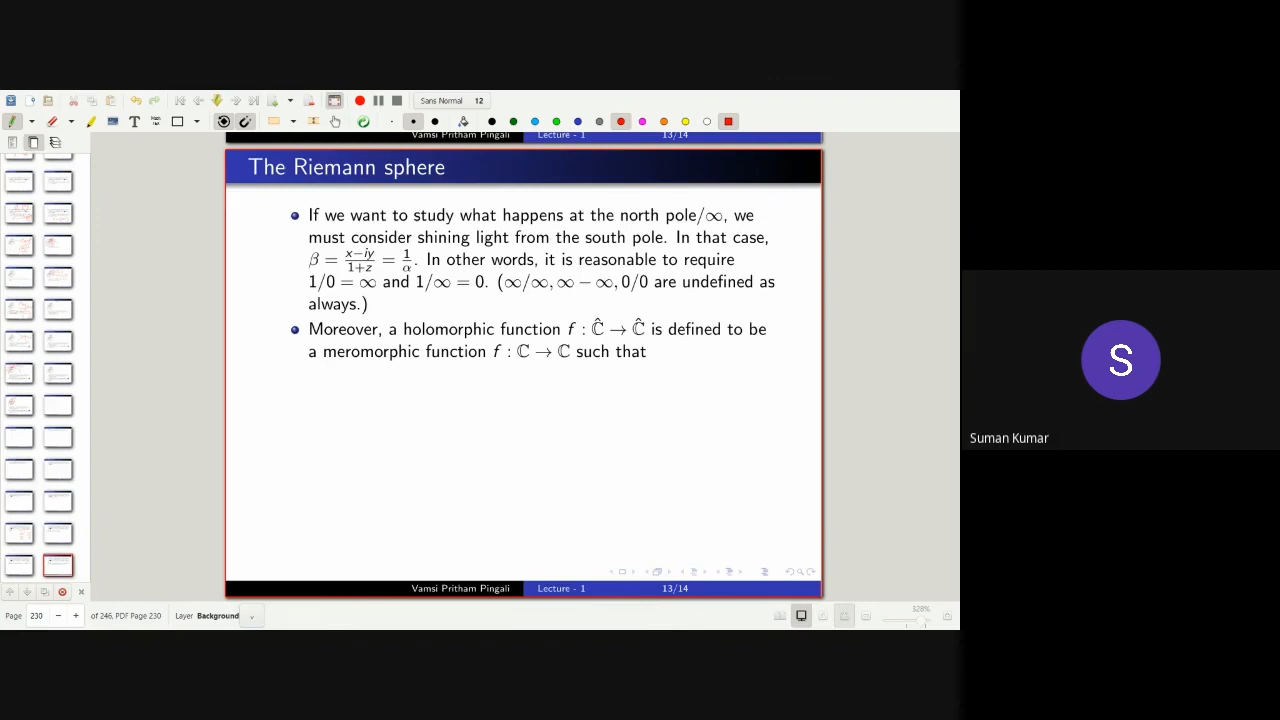 Sans Normal 12
Vamsi Pritham Pingali Lecture - 1 13/14
The Riemann sphere
If we want to study what happens at the north pole/∞, we
must consider shining light from the south pole. In that case,
β = x−iy/1+z = 1/α. In other words, it is reasonable to require
1/0 = ∞ and 1/∞ = 0. (∞/∞, ∞ − ∞, 0/0 are undefined as
always.)
Moreover, a holomorphic function f : Ĉ → Ĉ is defined to be
a meromorphic function f : ℂ → ℂ such that
S
Suman Kumar
Vamsi Pritham Pingali Lecture - 1 13/14
Page 230 of 246, PDF Page 230 Layer Background 328%